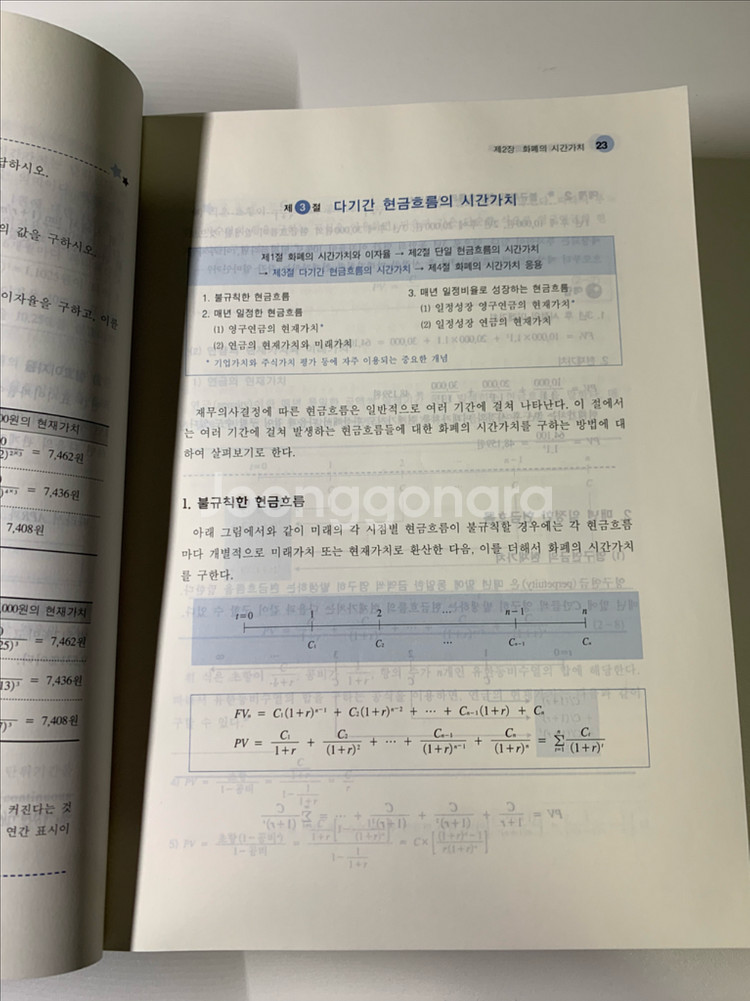 답하시오.
의 값을 구하시오.
이자율을 구하고, 이를
00원의 현재가치
= 7,462원
= 7,436원
7,408원
,000원의 현재가치
= 7,462원
= 7,436원
= 7,408원
커진다는 것
연간 표시이
제2장 화폐의 시간가치 23
제3절 다기간 현금흐름의 시간가치
제1절 화폐의 시간가치와 이자율 → 제2절 단일 현금흐름의 시간가치
→ 제3절 다기간 현금흐름의 시간가치 → 제4절 화폐의 시간가치 응용
1. 불규칙한 현금흐름
2. 매년 일정한 현금흐름
(1) 영구연금의 현재가치*
(2) 연금의 현재가치와 미래가치
3. 매년 일정비율로 성장하는 현금흐름
(1) 일정성장 영구연금의 현재가치*
(2) 일정성장 연금의 현재가치
* 기업가치와 주식가치 평가 등에 자주 이용되는 중요한 개념
재무의사결정에 따른 현금흐름은 일반적으로 여러 기간에 걸쳐 나타난다. 이 절에서
는 여러 기간에 걸쳐 발생하는 현금흐름들에 대한 화폐의 시간가치를 구하는 방법에 대
하여 살펴보기로 한다.
joonggonara
1. 불규칙한 현금흐름
아래 그림에서와 같이 미래의 각 시점별 현금흐름이 불규칙할 경우에는 각 현금흐름
마다 개별적으로 미래가치 또는 현재가치로 환산한 다음, 이를 더해서 화폐의 시간가치
를 구한다.
t=0 1 2 ... n−1 n
C₁ C₂ ... Cₙ₋₁ Cₙ
FVₙ = C₁(1+r)ⁿ⁻¹ + C₂(1+r)ⁿ⁻² + ⋯ + Cₙ₋₁(1+r) + Cₙ
PV = C₁/(1+r) + C₂/(1+r)² + ⋯ + Cₙ₋₁/(1+r)ⁿ⁻¹ + Cₙ/(1+r)ⁿ = Σ Cₜ/(1+r)ᵗ